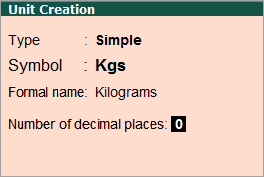 Unit Creation
Type : Simple
Symbol : Kgs
Formal name: Kilograms
Number of decimal places: 0